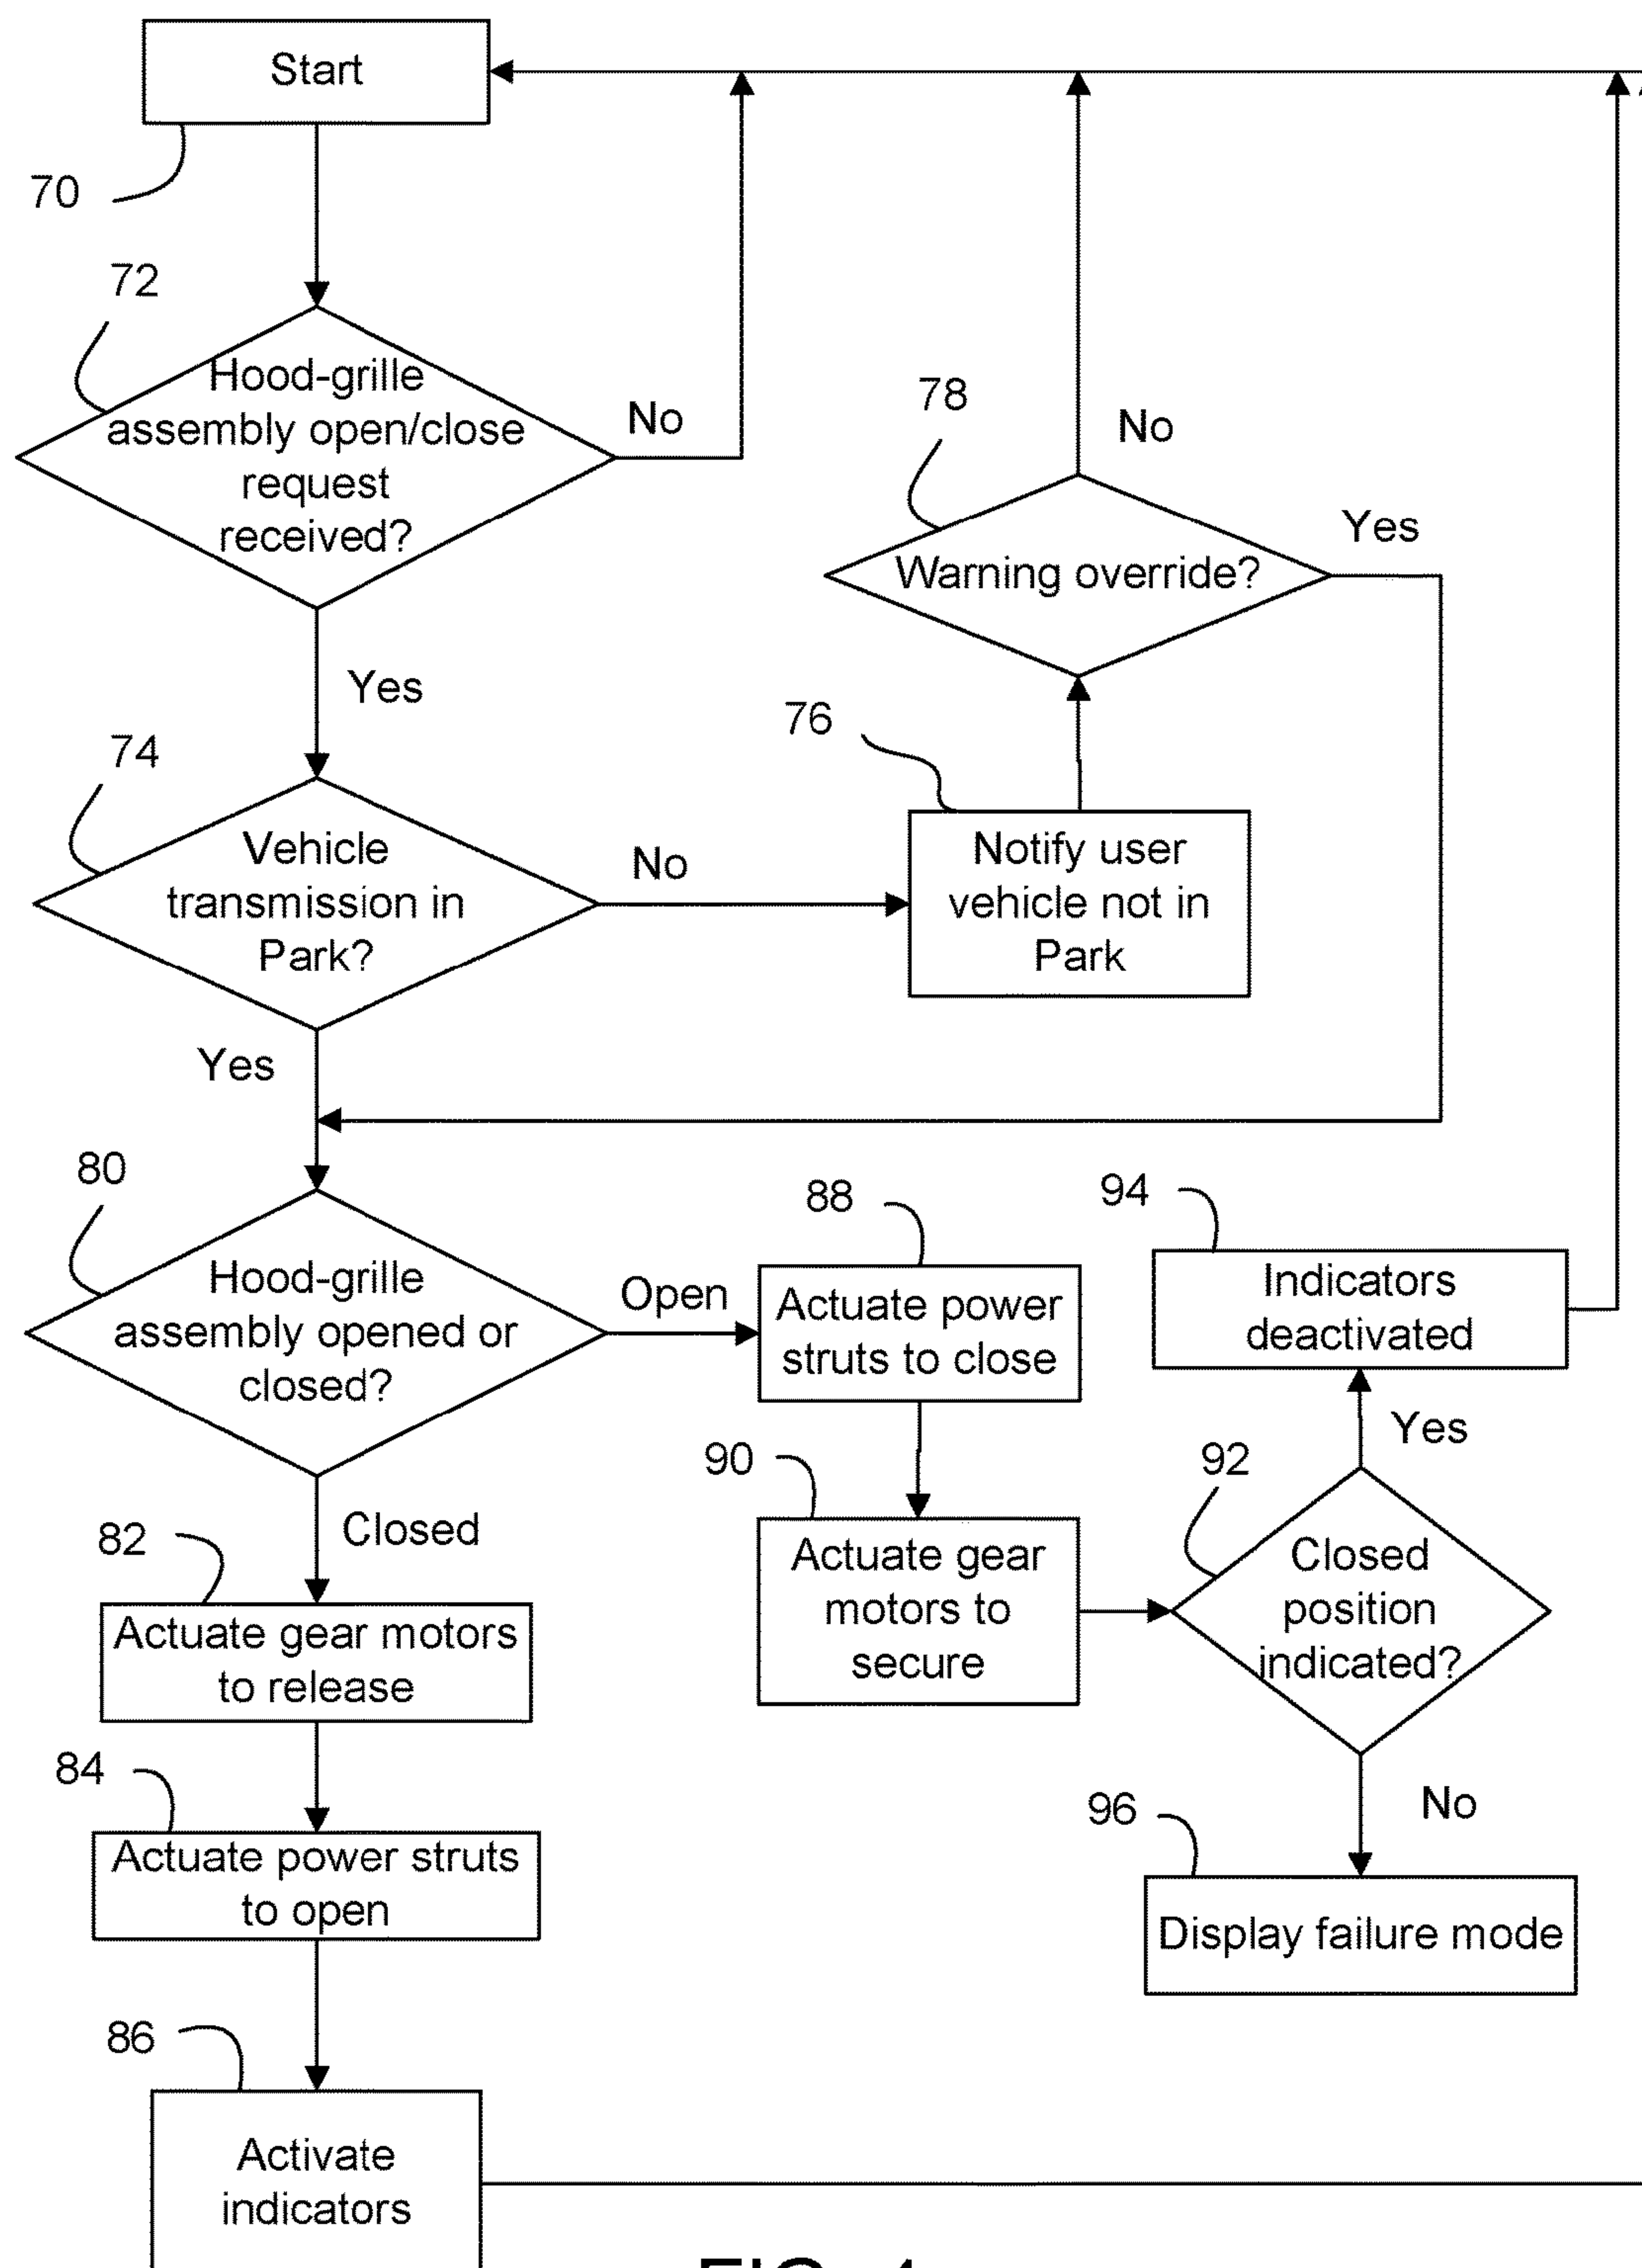 Start
70
72
Hood-grille
assembly open/close
request
received?
No
Yes
78
No
Yes
Warning override?
74
Vehicle
transmission in
Park?
No
76
Notify user
vehicle not in
Park
Yes
80
Hood-grille
assembly opened or
closed?
Open
Closed
88
Actuate power
struts to close
90
Actuate gear
motors to
secure
94
Indicators
deactivated
Yes
92
Closed
position
indicated?
No
96
Display failure mode
82
Actuate gear motors
to release
84
Actuate power struts
to open
86
Activate
indicators